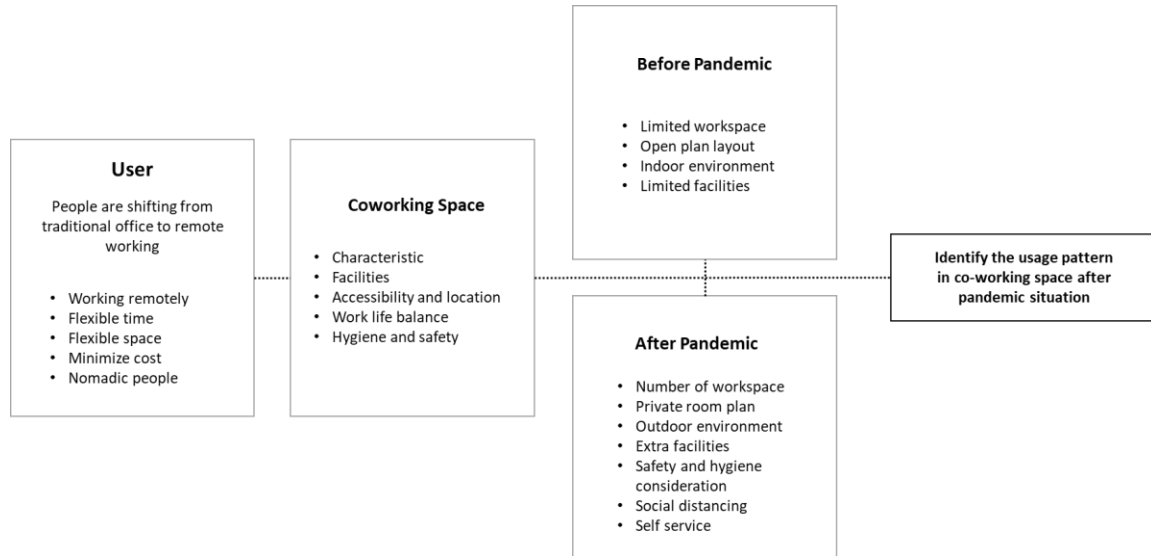 User
People are shifting from
traditional office to remote
working
• Working remotely
• Flexible time
• Flexible space
• Minimize cost
• Nomadic people
Coworking Space
• Characteristic
• Facilities
• Accessibility and location
• Work life balance
• Hygiene and safety
Before Pandemic
• Limited workspace
• Open plan layout
• Indoor environment
• Limited facilities
After Pandemic
• Number of workspace
• Private room plan
• Outdoor environment
• Extra facilities
• Safety and hygiene
consideration
• Social distancing
• Self service
Identify the usage pattern
in co-working space after
pandemic situation